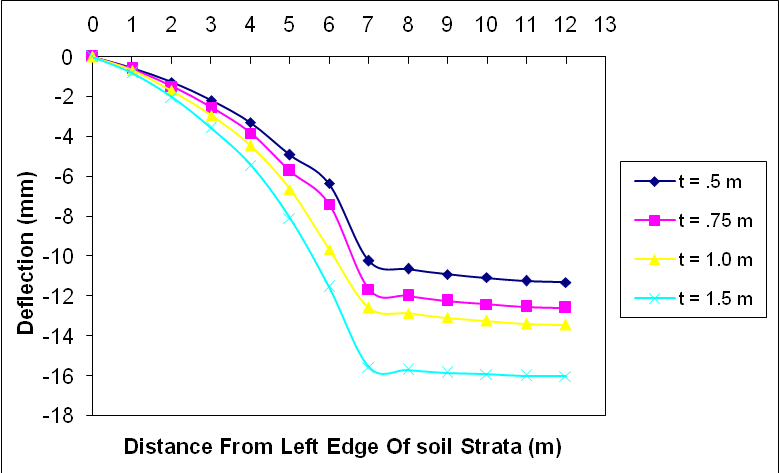 0 1 2 3 4 5 6 7 8 9 10 11 12 13
0
-2
-4
-6
-8
-10
-12
-14
-16
-18
Deflection (mm)
t = .5 m
t = .75 m
t = 1.0 m
t = 1.5 m
Distance From Left Edge Of soil Strata (m)